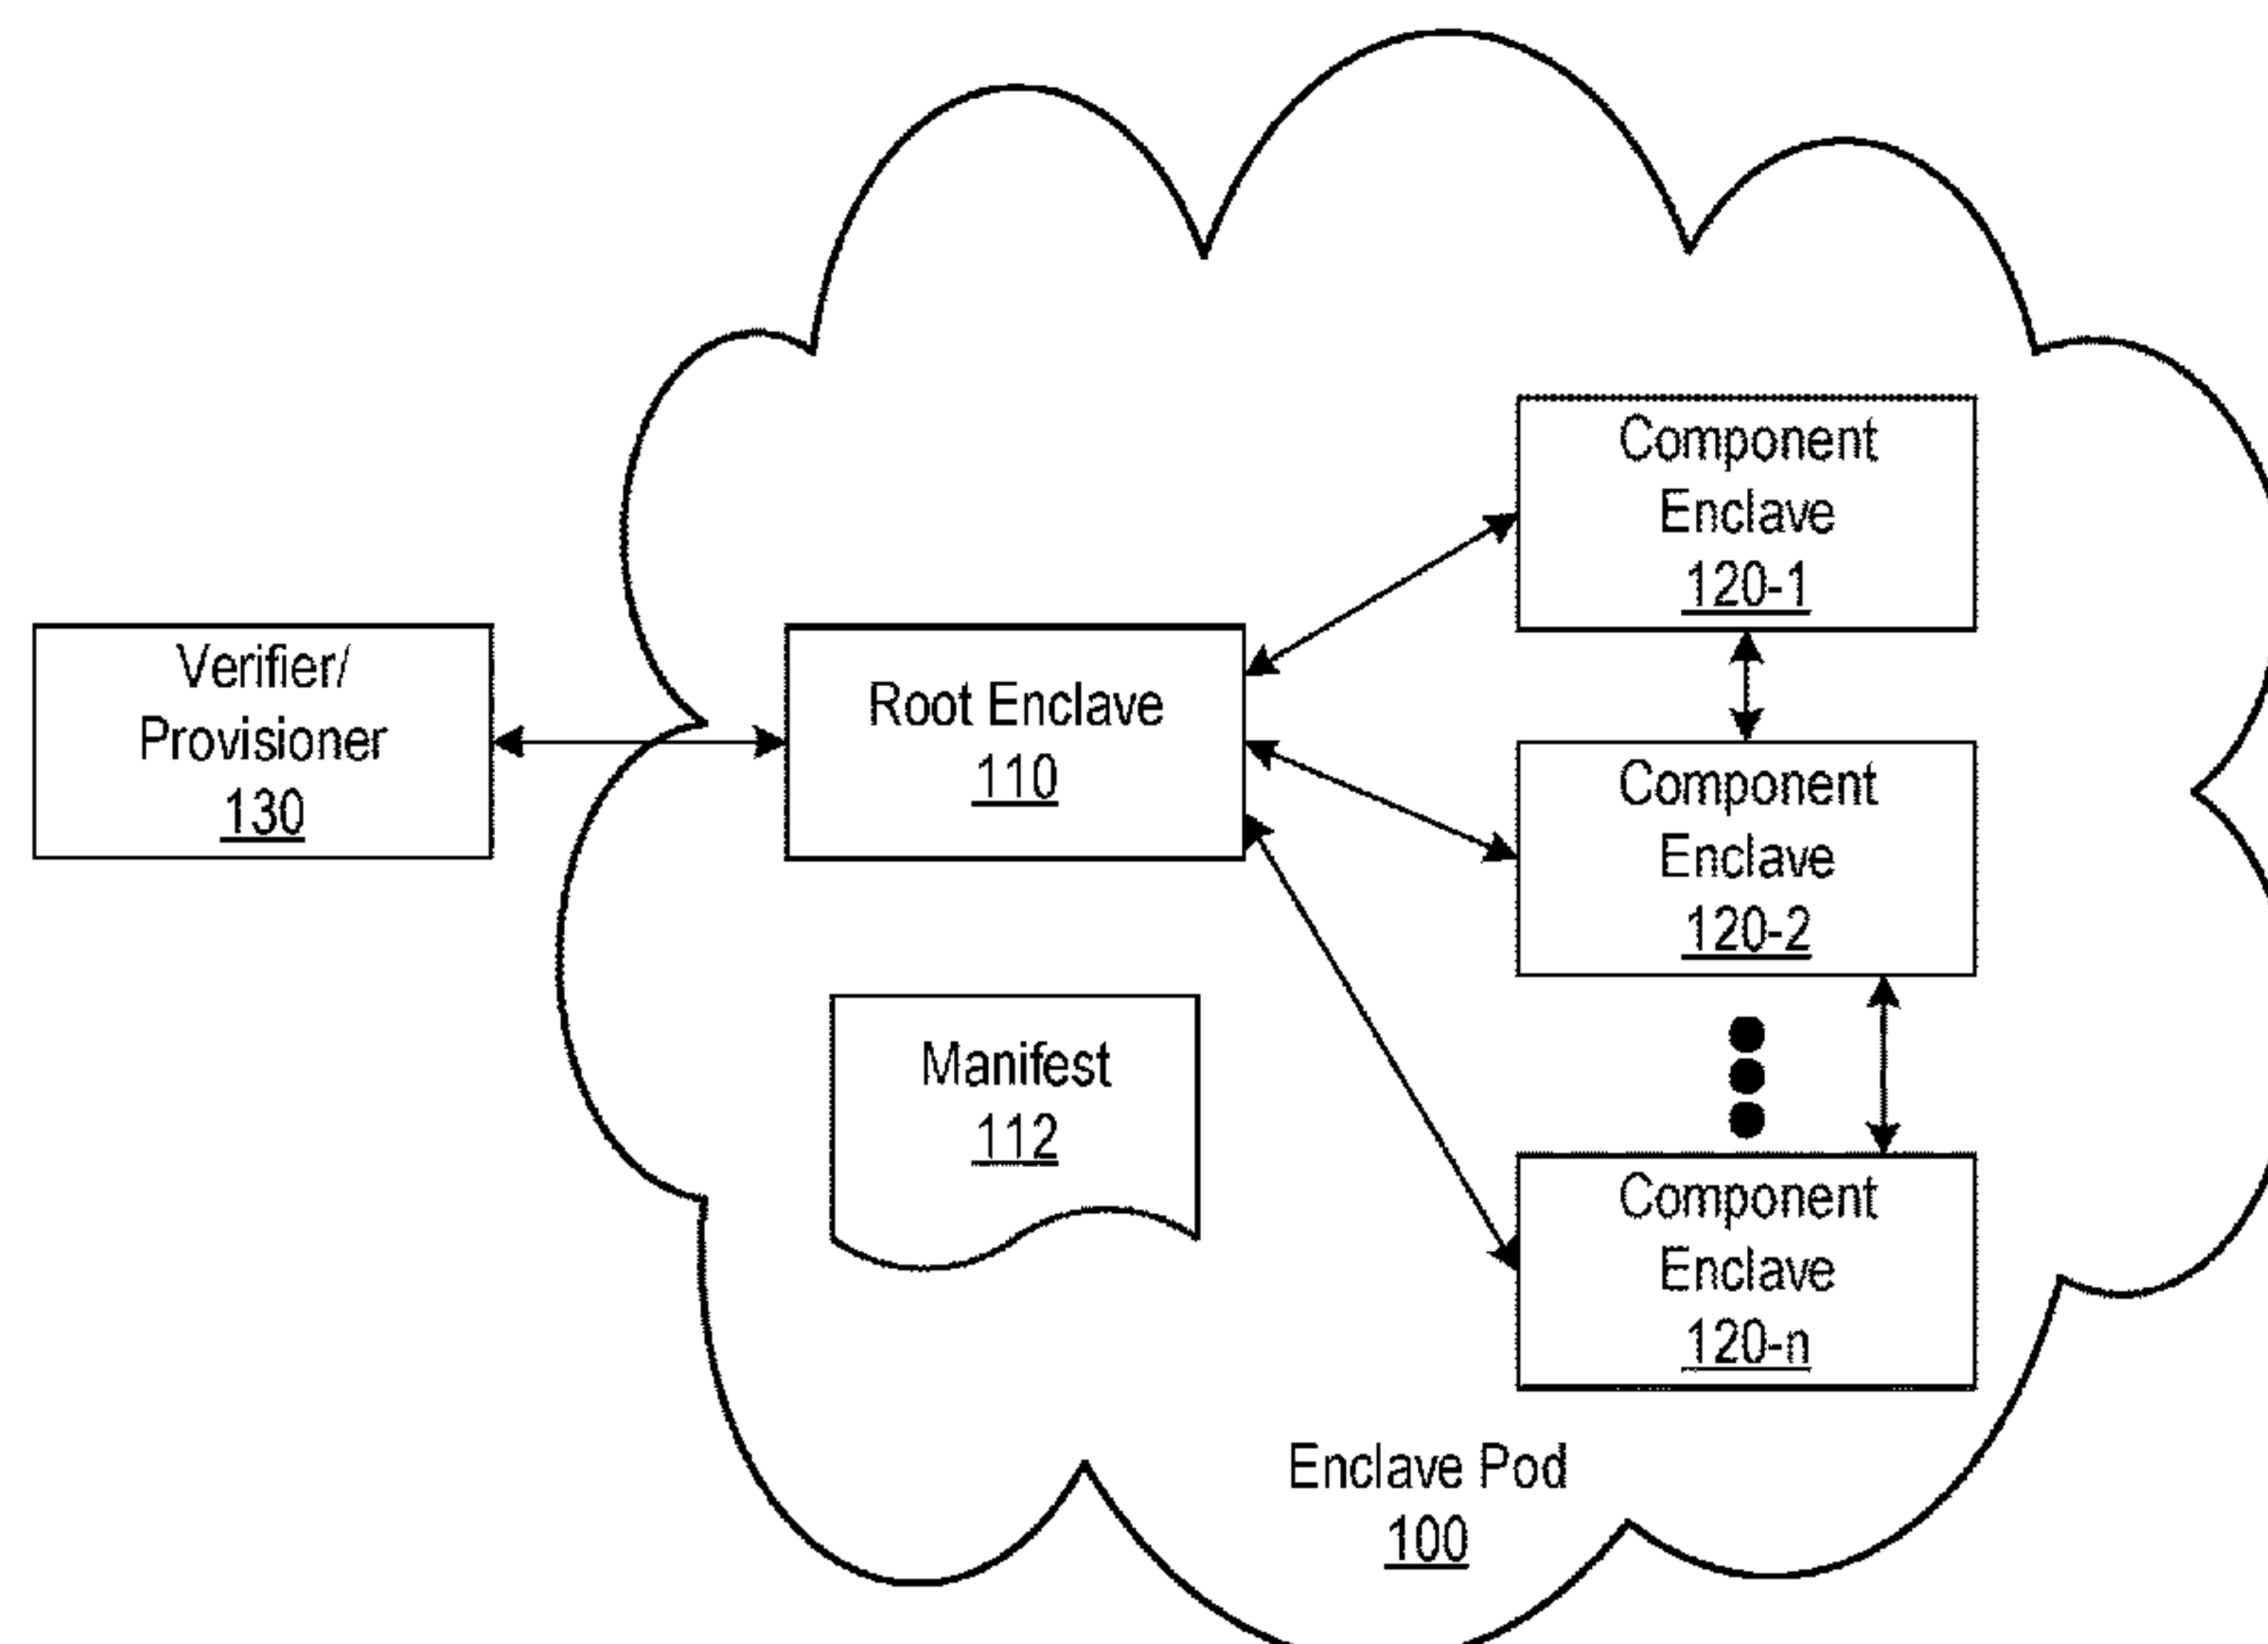 Verifier/
Provisioner
130
Root Enclave
110
Manifest
112
Component
Enclave
120-1
Component
Enclave
120-2
Component
Enclave
120-n
Enclave Pod
100